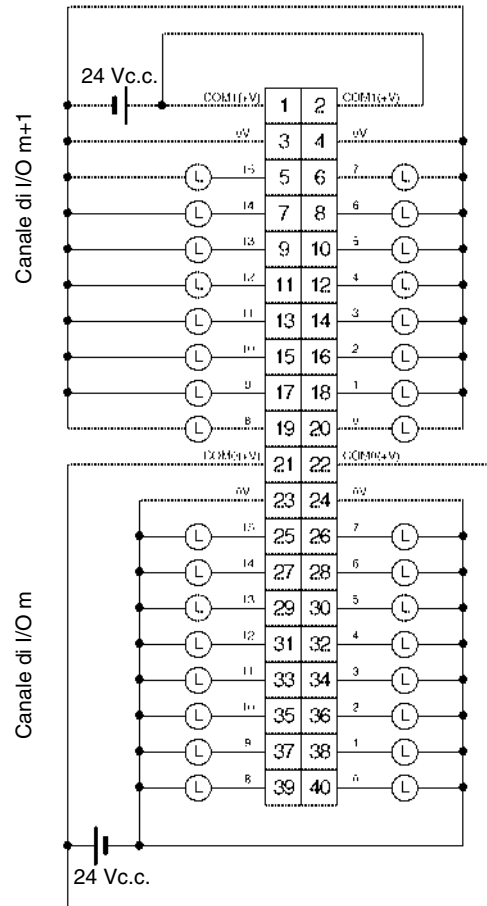 24 Vc.c.
COM1(+V) 1 2 COM1(+V)
0V 3 4 0V
L 15 5 6 7 L
L 14 7 8 6 L
L 13 9 10 5 L
L 12 11 12 4 L
L 11 13 14 3 L
L 10 15 16 2 L
L 9 17 18 1 L
L 8 19 20 0 L
Canale di I/O m+1
COM0(+V) 21 22 COM0(+V)
0V 23 24 0V
L 15 25 26 7 L
L 14 27 28 6 L
L 13 29 30 5 L
L 12 31 32 4 L
L 11 33 34 3 L
L 10 35 36 2 L
L 9 37 38 1 L
L 8 39 40 0 L
Canale di I/O m
24 Vc.c.